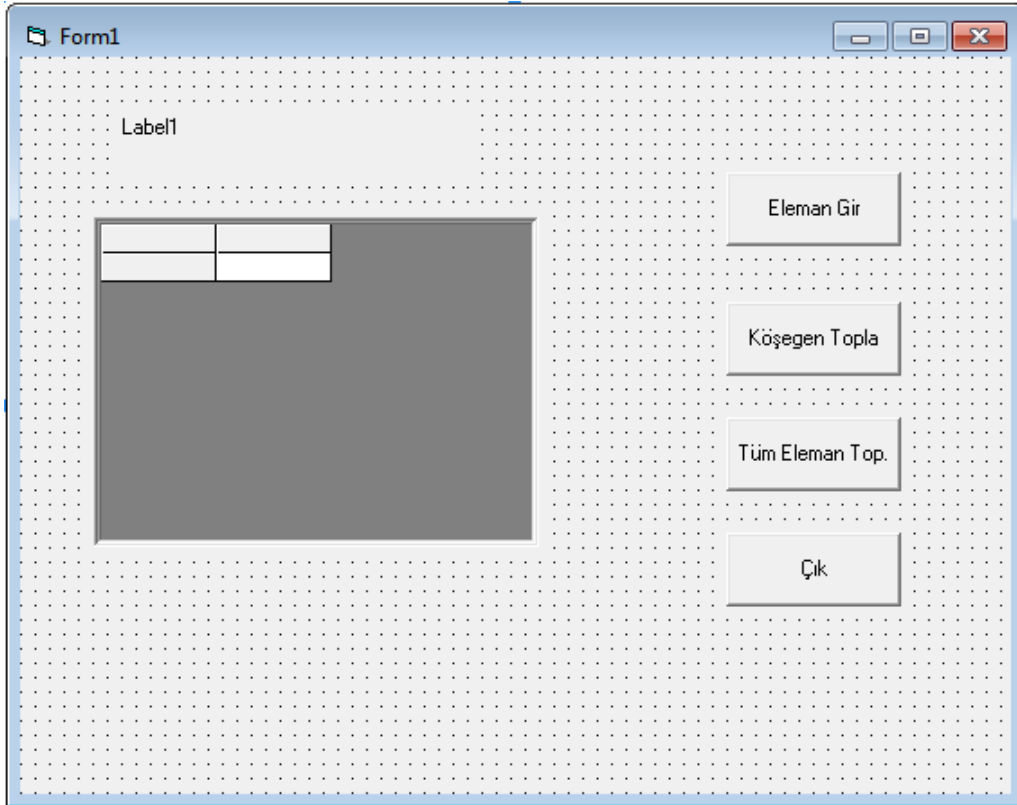 Form1
Label1
Eleman Gir
Köşegen Topla
Tüm Eleman Top.
Çık